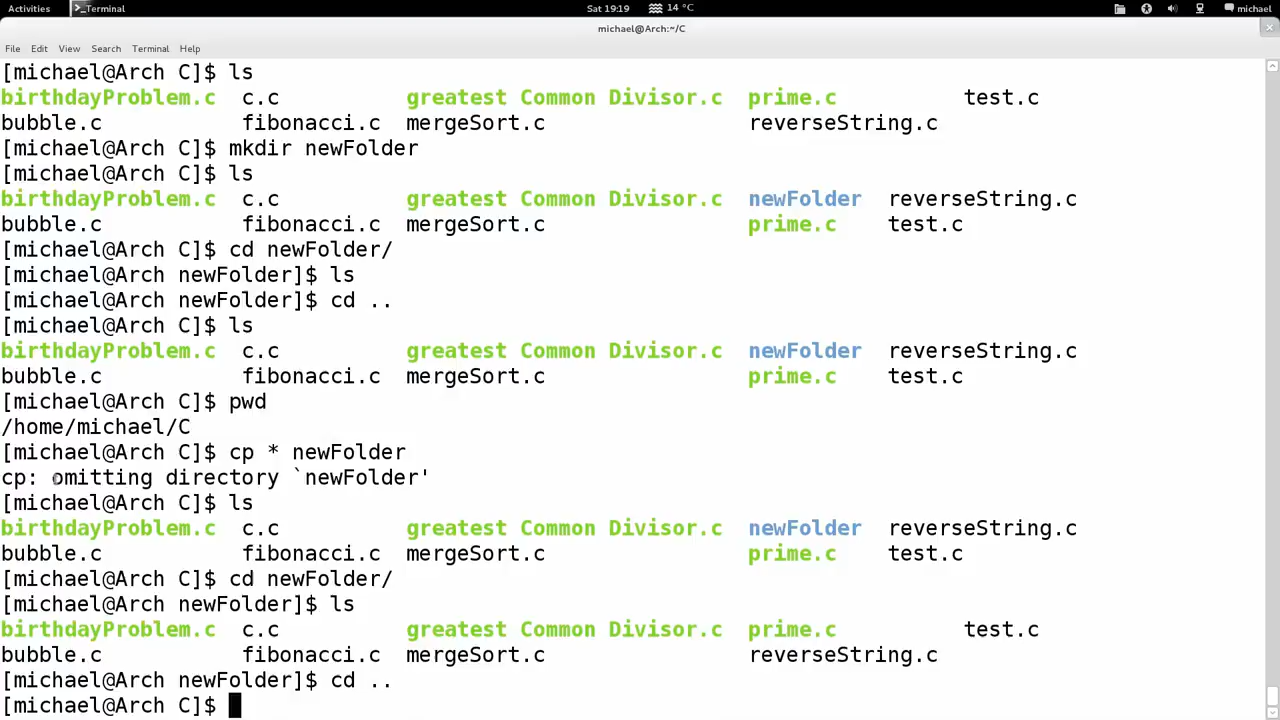 Activities >_Terminal Sat 19:19 14 °C michael
michael@Arch:~/C
File Edit View Search Terminal Help
[michael@Arch C]$ ls
birthdayProblem.c c.c greatest Common Divisor.c prime.c test.c
bubble.c fibonacci.c mergeSort.c reverseString.c
[michael@Arch C]$ mkdir newFolder
[michael@Arch C]$ ls
birthdayProblem.c c.c greatest Common Divisor.c newFolder reverseString.c
bubble.c fibonacci.c mergeSort.c prime.c test.c
[michael@Arch C]$ cd newFolder/
[michael@Arch newFolder]$ ls
[michael@Arch newFolder]$ cd ..
[michael@Arch C]$ ls
birthdayProblem.c c.c greatest Common Divisor.c newFolder reverseString.c
bubble.c fibonacci.c mergeSort.c prime.c test.c
[michael@Arch C]$ pwd
/home/michael/C
[michael@Arch C]$ cp * newFolder
cp: omitting directory `newFolder'
[michael@Arch C]$ ls
birthdayProblem.c c.c greatest Common Divisor.c newFolder reverseString.c
bubble.c fibonacci.c mergeSort.c prime.c test.c
[michael@Arch C]$ cd newFolder/
[michael@Arch newFolder]$ ls
birthdayProblem.c c.c greatest Common Divisor.c prime.c test.c
bubble.c fibonacci.c mergeSort.c reverseString.c
[michael@Arch newFolder]$ cd ..
[michael@Arch C]$